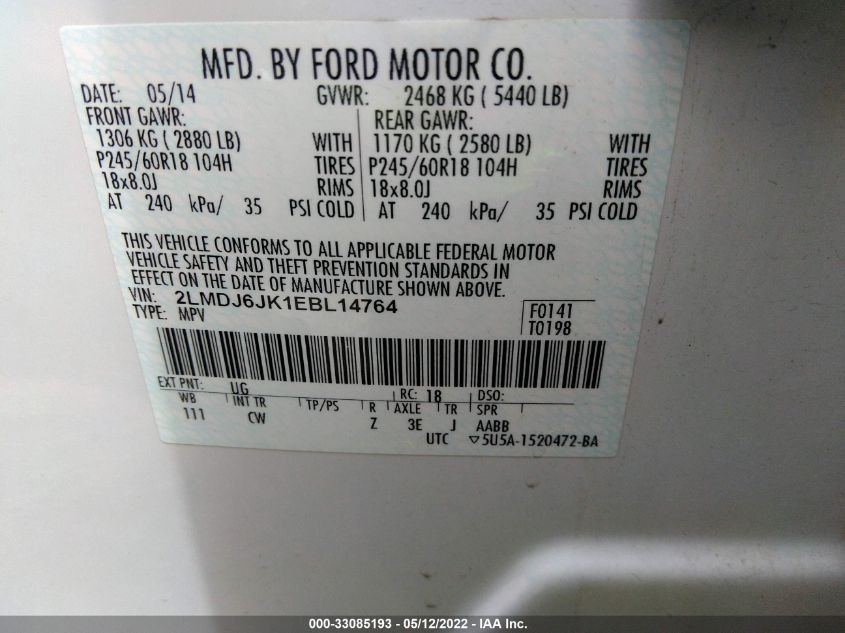 MFD. BY FORD MOTOR CO.
DATE: 05/14 GVWR: 2468 KG ( 5440 LB)
FRONT GAWR: REAR GAWR:
1306 KG ( 2880 LB) WITH 1170 KG ( 2580 LB) WITH
P245/60R18 104H TIRES P245/60R18 104H TIRES
18x8.0J RIMS 18x8.0J RIMS
AT 240 kPa/ 35 PSI COLD AT 240 kPa/ 35 PSI COLD
THIS VEHICLE CONFORMS TO ALL APPLICABLE FEDERAL MOTOR
VEHICLE SAFETY AND THEFT PREVENTION STANDARDS IN
EFFECT ON THE DATE OF MANUFACTURE SHOWN ABOVE.
VIN: 2LMDJ6JK1EBL14764 F0141
TYPE: MPV T0198
EXT PNT: UG RC: 18 DSO:
WB INT TR TP/PS R AXLE TR SPR
111 CW Z 3E J AABB
UTC ▽5U5A-1520472-BA
000-33085193 - 05/12/2022 - IAA Inc.